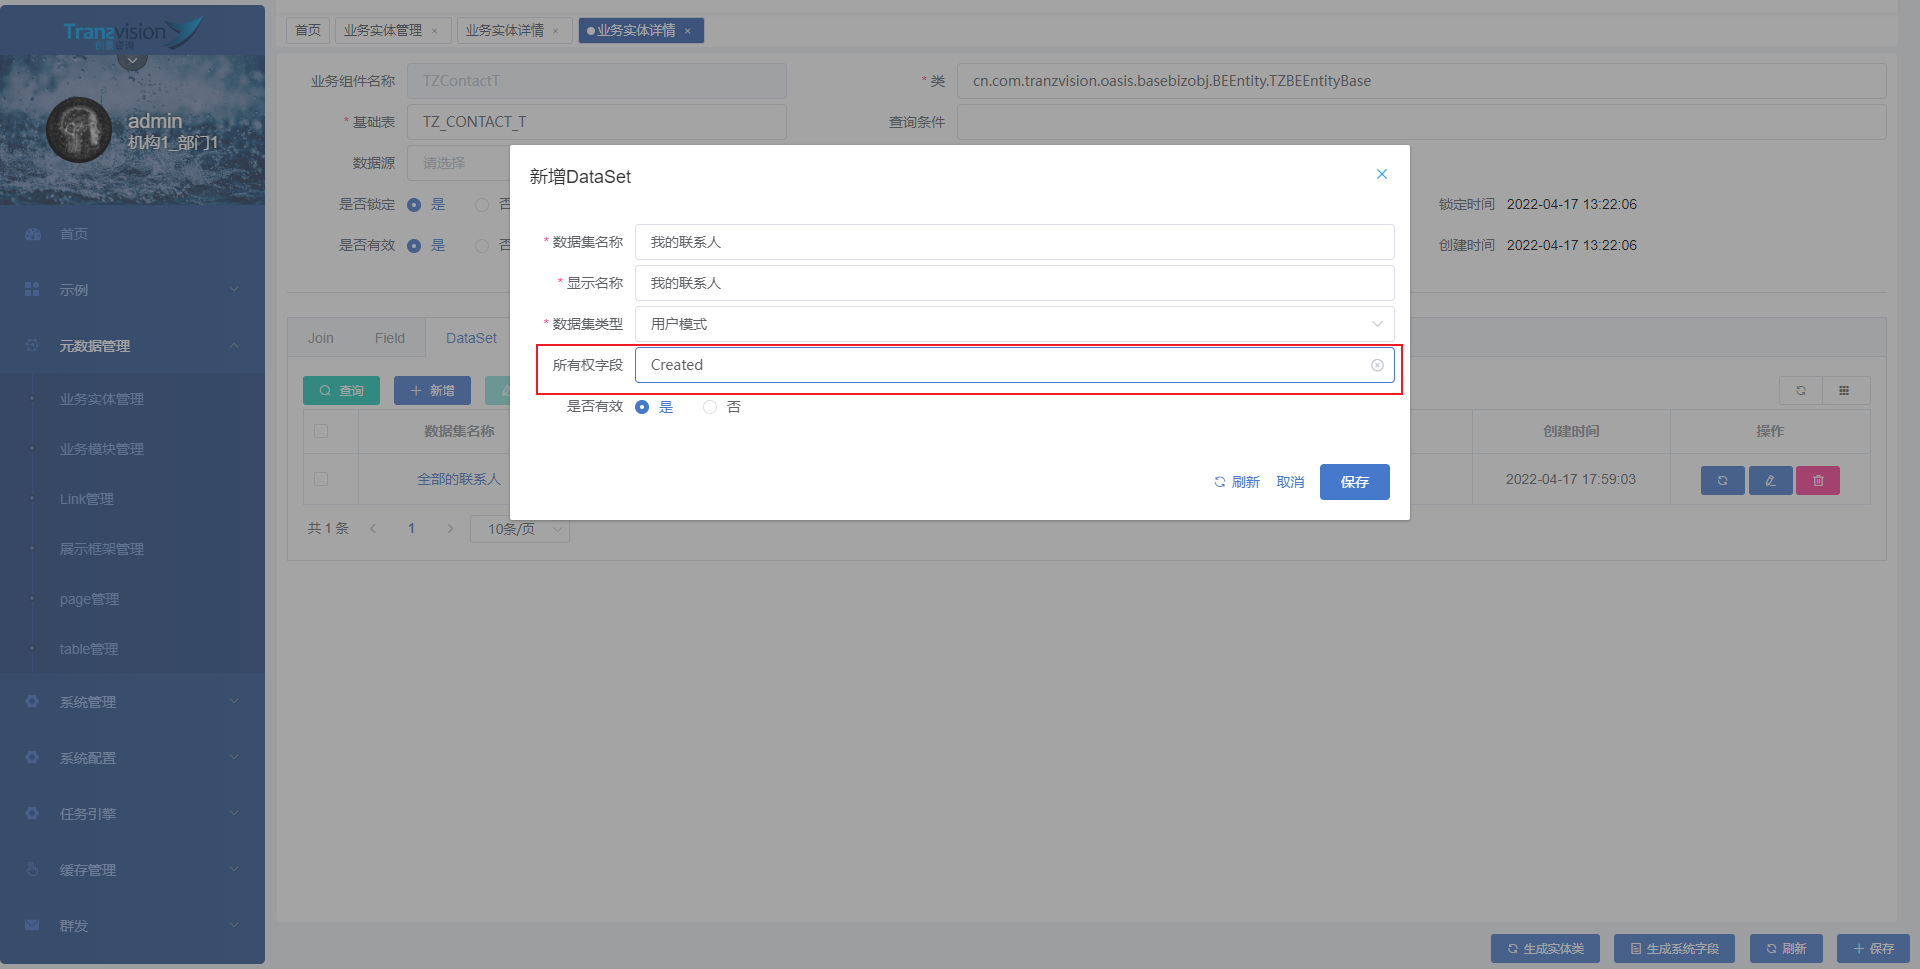 Tranzvision
创景咨询
admin
机构1_部门1
首页
示例
元数据管理
业务实体管理
业务模块管理
Link管理
展示框架管理
page管理
table管理
系统管理
系统配置
任务引擎
缓存管理
群发
首页
业务实体管理 ×
业务实体详情 ×
业务实体详情 ×
业务组件名称 TZContactT
* 类 cn.com.tranzvision.oasis.basebizobj.BEEntity.TZBEEntityBase
* 基础表 TZ_CONTACT_T
查询条件
数据源 请选择
是否锁定 是 否
锁定时间 2022-04-17 13:22:06
是否有效 是 否
创建时间 2022-04-17 13:22:06
Join Field DataSet
查询 新增
数据集名称 创建时间 操作
全部的联系人 2022-04-17 17:59:03
共 1 条 1 10条/页
新增DataSet
* 数据集名称 我的联系人
* 显示名称 我的联系人
* 数据集类型 用户模式
所有权字段 Created
是否有效 是 否
刷新 取消 保存
生成实体类 生成系统字段 刷新 保存